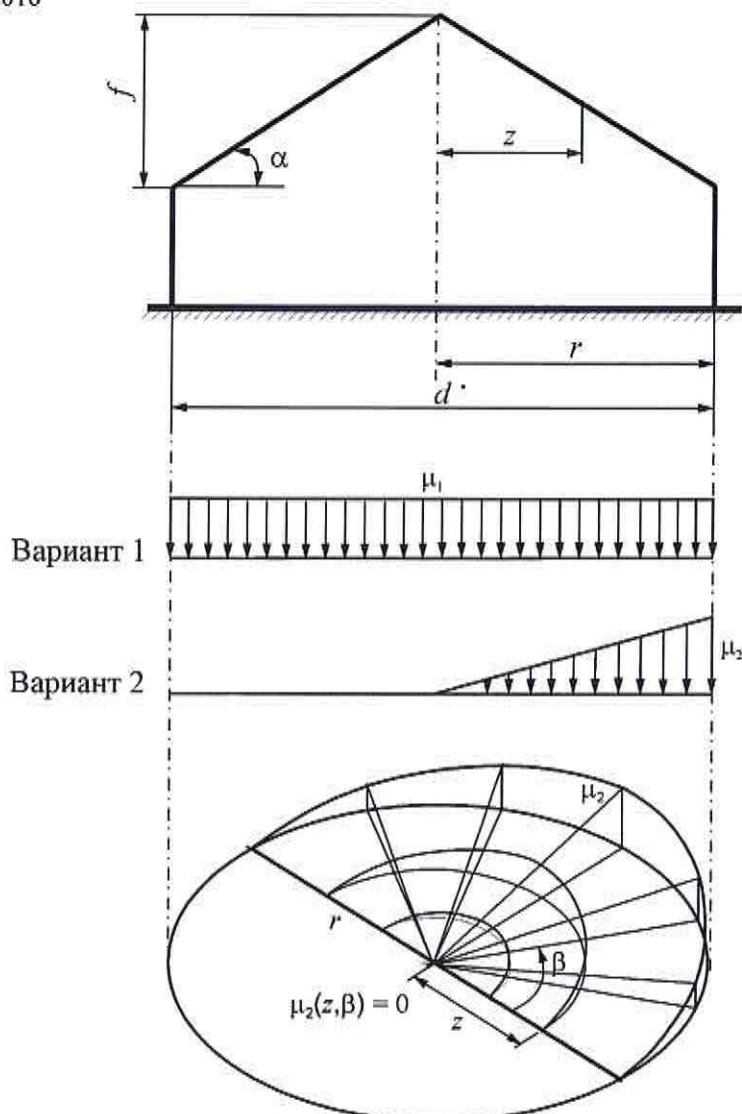 f
α
z
r
d
μ₁
Вариант 1
μ₂
Вариант 2
μ₂
r
β
μ₂(z,β) = 0
z